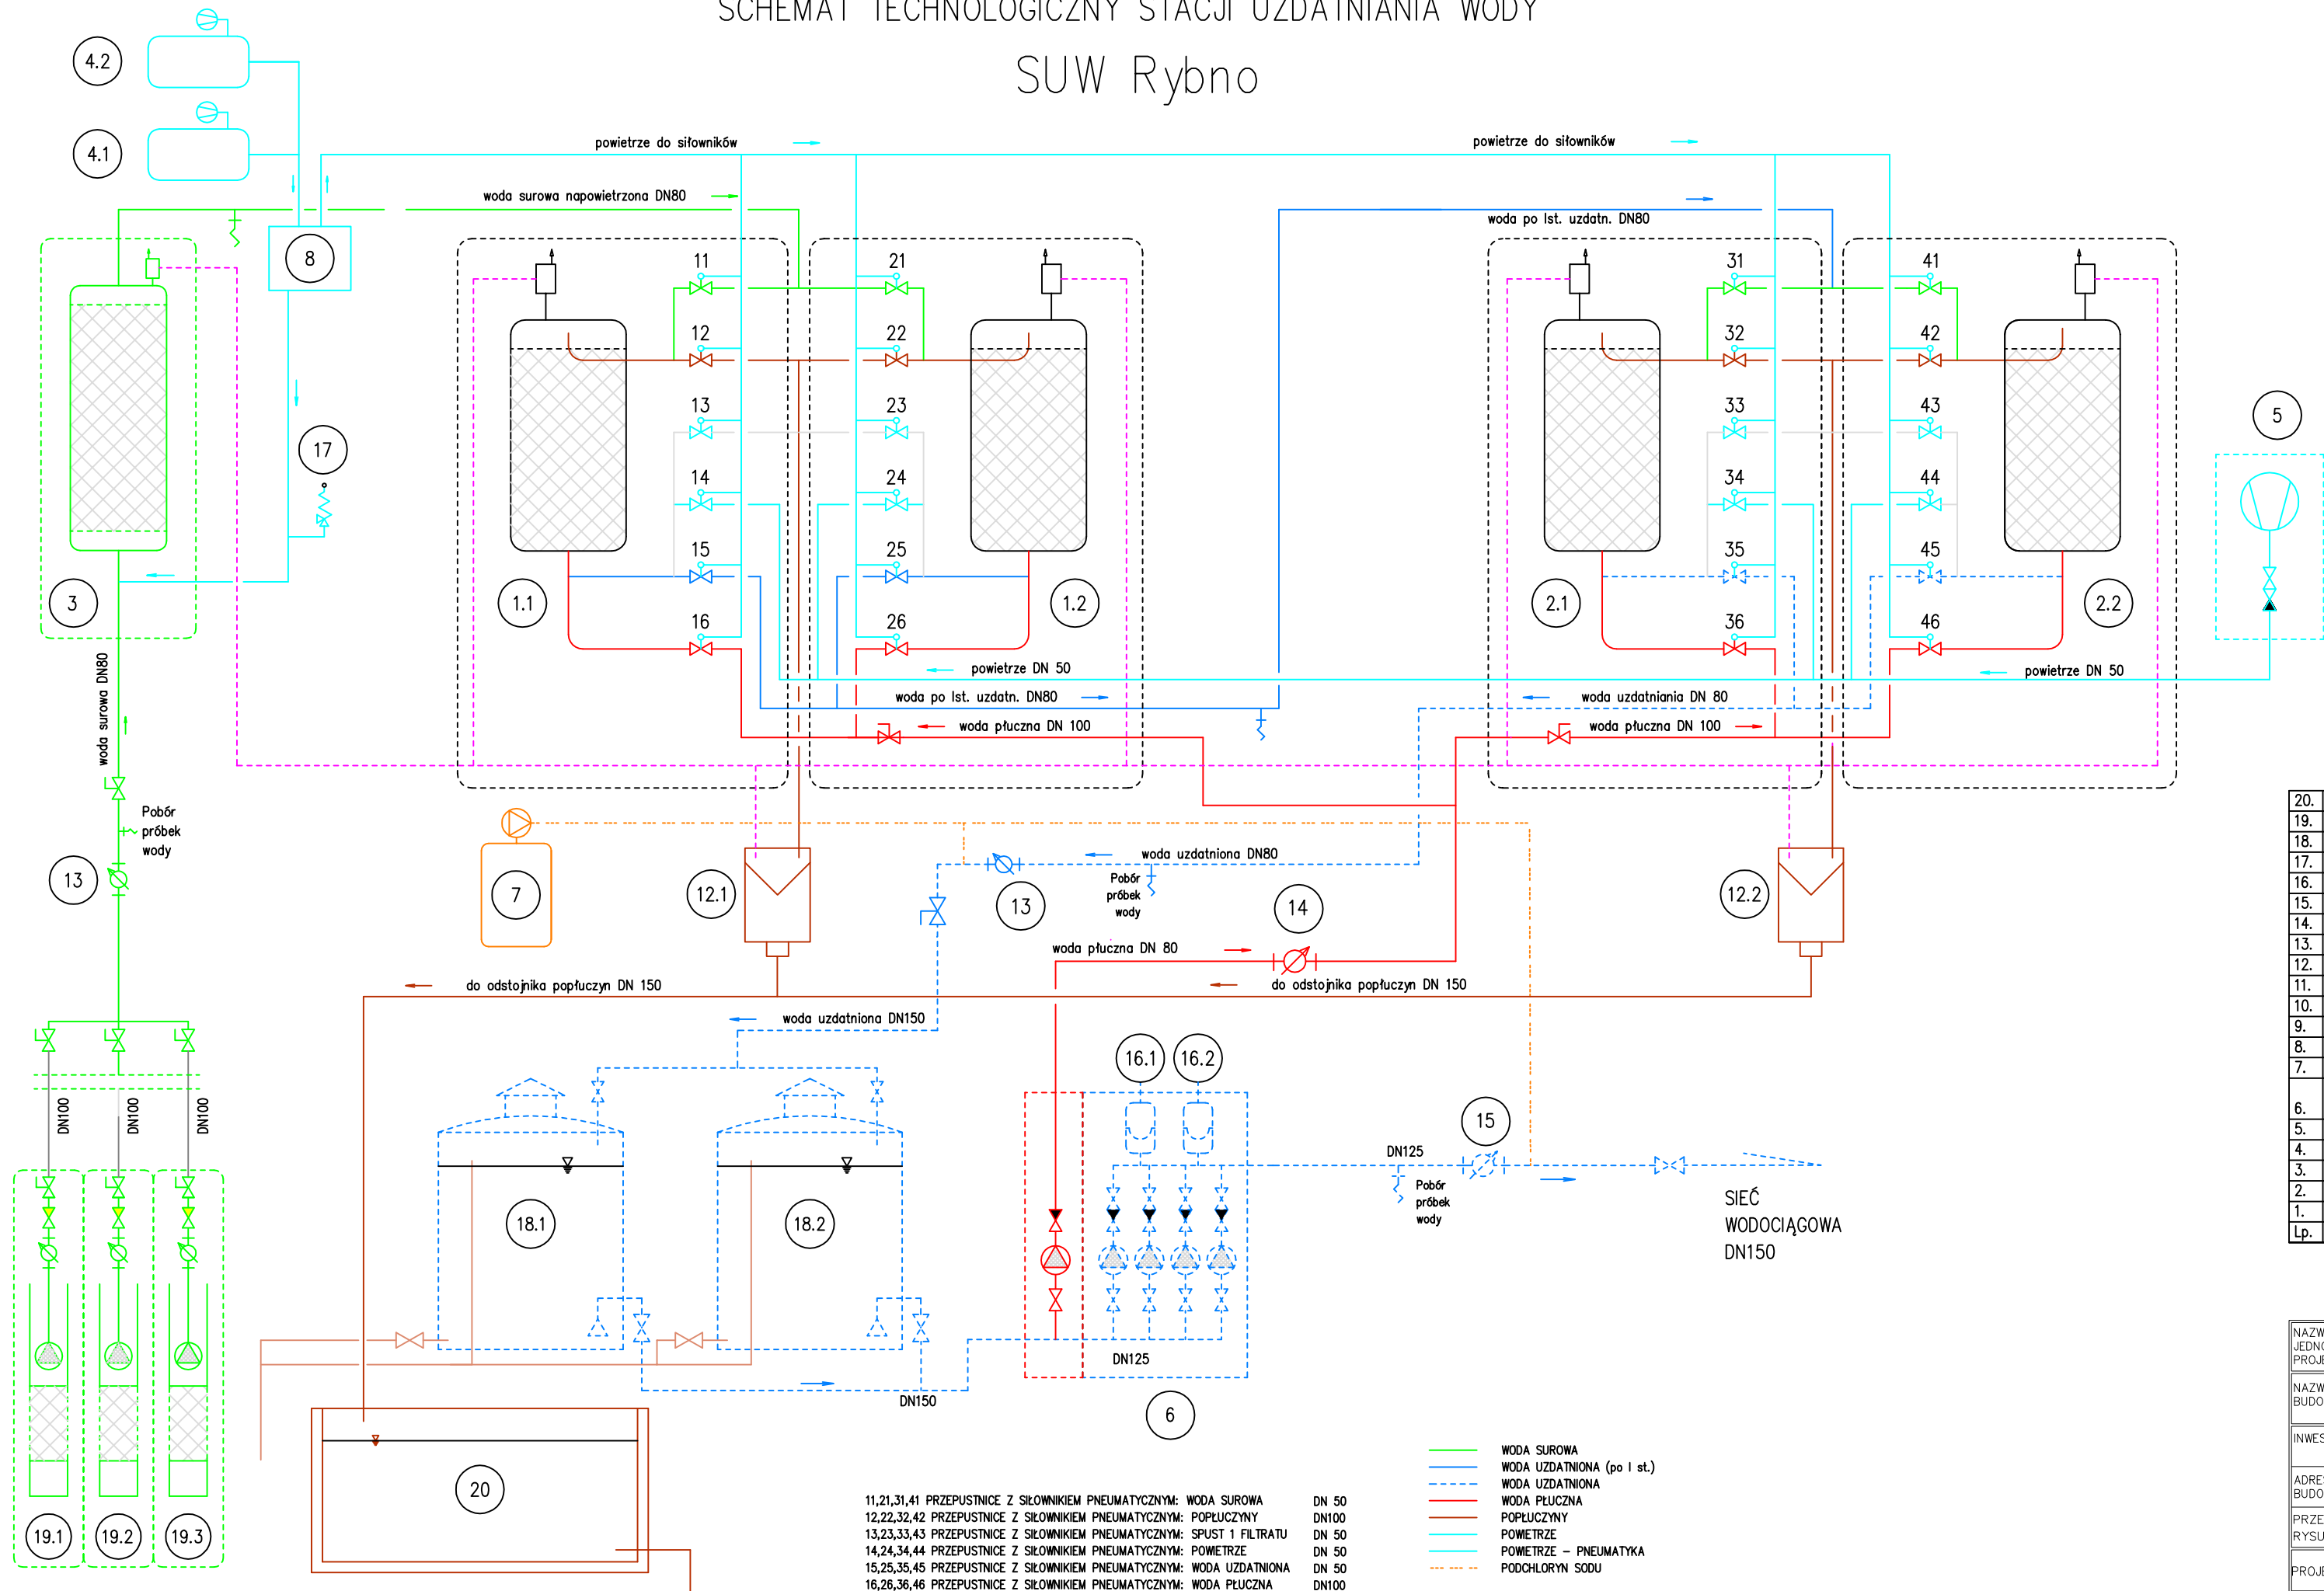 SCHEMAT TECHNOLOGICZNY STACJI UZDATNIANIA WODY
SUW Rybno
4.2
4.1
powietrze do siłowników
powietrze do siłowników
woda surowa napowietrzona DN80
woda po Ist. uzdatn. DN80
8
11
21
31
41
12
22
32
42
13
23
33
43
5
17
14
24
34
44
15
25
35
45
3
1.1
1.2
2.1
2.2
16
26
36
46
woda surowa DN80
powietrze DN 50
powietrze DN 50
woda po Ist. uzdatn. DN80
woda uzdatniania DN 80
woda płuczna DN 100
woda płuczna DN 100
Pobór
próbek
wody
13
7
12.1
woda uzdatniona DN80
Pobór
próbek
wody
13
14
12.2
woda płuczna DN 80
do odstojnika popłuczyn DN 150
do odstojnika popłuczyn DN 150
woda uzdatniona DN150
16.1
16.2
DN100
DN100
DN100
15
DN125
Pobór
próbek
wody
SIEĆ
WODOCIĄGOWA
DN150
18.1
18.2
DN125
DN150
6
20
19.1
19.2
19.3
11,21,31,41 PRZEPUSTNICE Z SIŁOWNIKIEM PNEUMATYCZNYM: WODA SUROWA DN 50
12,22,32,42 PRZEPUSTNICE Z SIŁOWNIKIEM PNEUMATYCZNYM: POPŁUCZYNY DN100
13,23,33,43 PRZEPUSTNICE Z SIŁOWNIKIEM PNEUMATYCZNYM: SPUST 1 FILTRATU DN 50
14,24,34,44 PRZEPUSTNICE Z SIŁOWNIKIEM PNEUMATYCZNYM: POWIETRZE DN 50
15,25,35,45 PRZEPUSTNICE Z SIŁOWNIKIEM PNEUMATYCZNYM: WODA UZDATNIONA DN 50
16,26,36,46 PRZEPUSTNICE Z SIŁOWNIKIEM PNEUMATYCZNYM: WODA PŁUCZNA DN100
WODA SUROWA
WODA UZDATNIONA (po I st.)
WODA UZDATNIONA
WODA PŁUCZNA
POPŁUCZYNY
POWIETRZE
POWIETRZE – PNEUMATYKA
PODCHLORYN SODU
20.
19.
18.
17.
16.
15.
14.
13.
12.
11.
10.
9.
8.
7.
6.
5.
4.
3.
2.
1.
Lp.